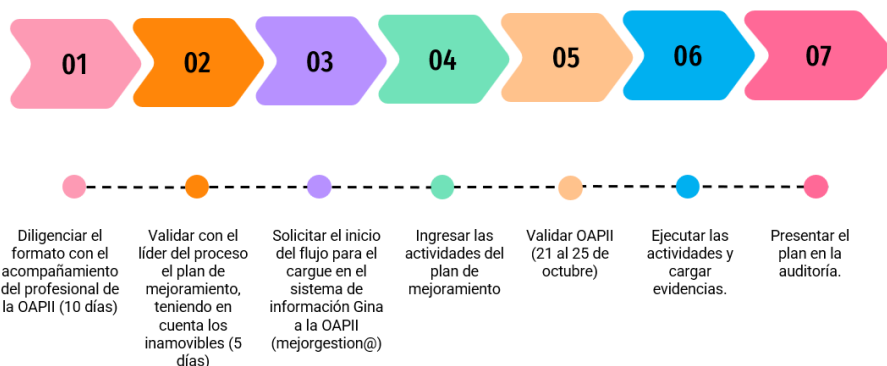 01
02
03
04
05
06
07
Diligenciar el
formato con el
acompañamiento
del profesional de
la OAPII (10 días)
Validar con el
líder del proceso
el plan de
mejoramiento,
teniendo en
cuenta los
inamovibles (5
días)
Solicitar el inicio
del flujo para el
cargue en el
sistema de
información Gina
a la OAPII
(mejorgestion@)
Ingresar las
actividades del
plan de
mejoramiento
Validar OAPII
(21 al 25 de
octubre)
Ejecutar las
actividades y
cargar
evidencias.
Presentar el
plan en la
auditoría.